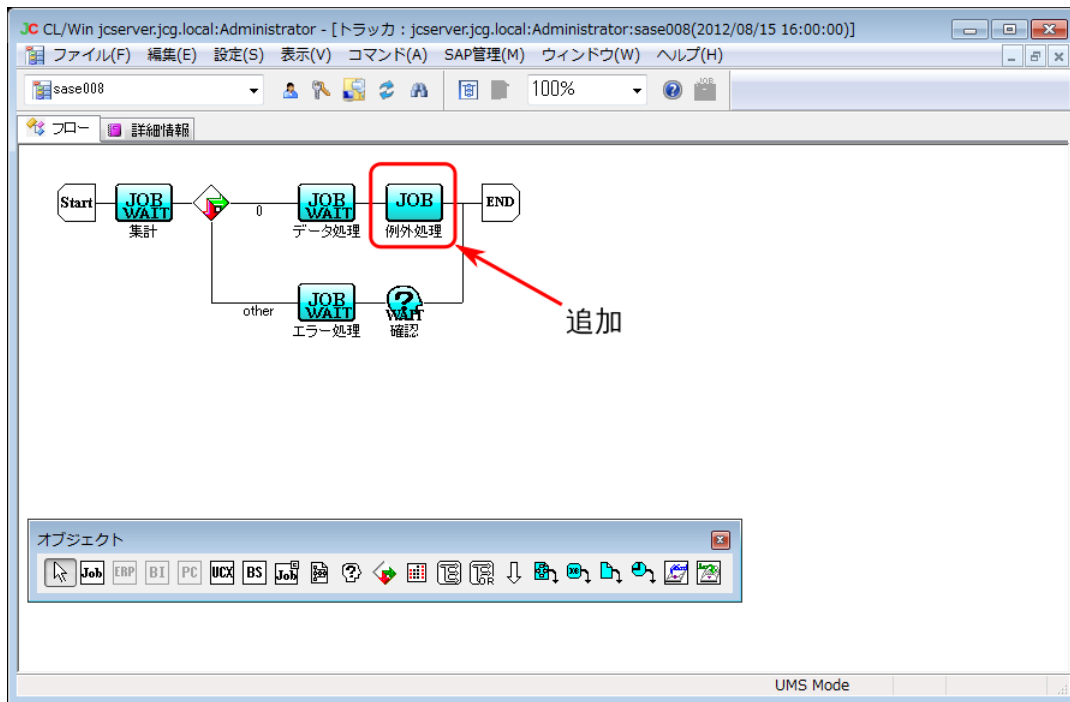 JC CL/Win jcserver.jcg.local:Administrator - [トラッカ : jcserver.jcg.local:Administrator:sase008(2012/08/15 16:00:00)]
ファイル(F) 編集(E) 設定(S) 表示(V) コマンド(A) SAP管理(M) ウィンドウ(W) ヘルプ(H)
sase008 100% JOB
フロー 詳細情報
Start JOB WAIT 0 JOB WAIT JOB END
集計 データ処理 例外処理
other JOB WAIT ? WAIT
エラー処理 確認
追加
オブジェクト
Job ERP BI PC UCX BS Job
UMS Mode